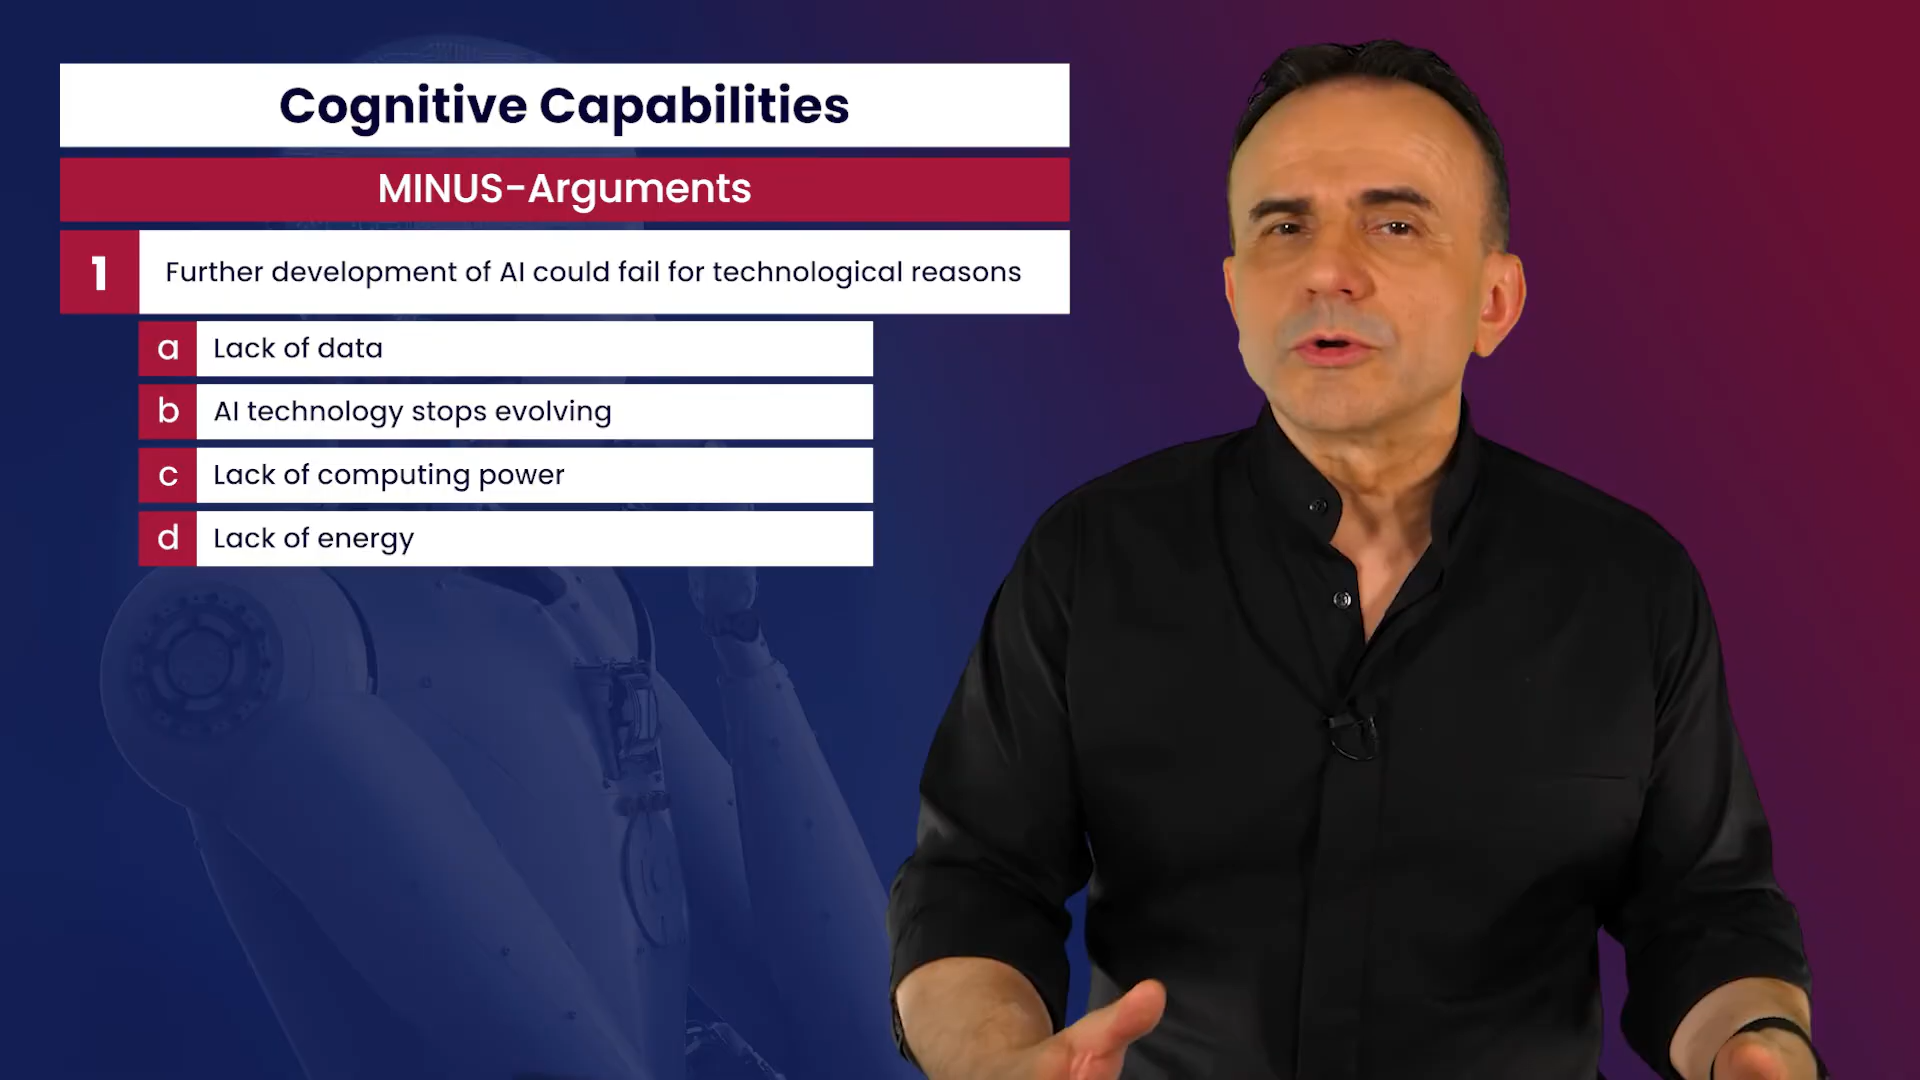 Cognitive Capabilities
MINUS-Arguments
1 Further development of AI could fail for technological reasons
a Lack of data
b AI technology stops evolving
c Lack of computing power
d Lack of energy